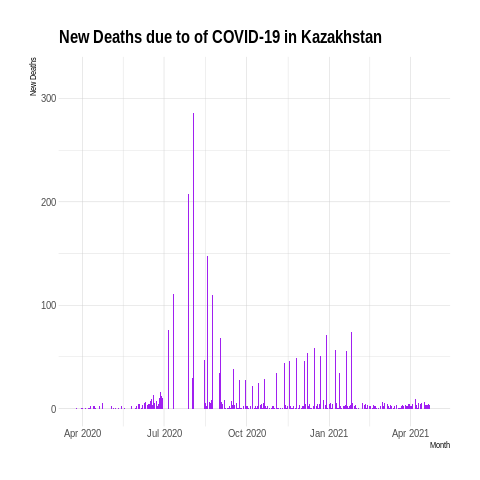 New Deaths due to of COVID-19 in Kazakhstan
New Deaths
300
200
100
0
Apr 2020 Jul 2020 Oct 2020 Jan 2021 Apr 2021
Month